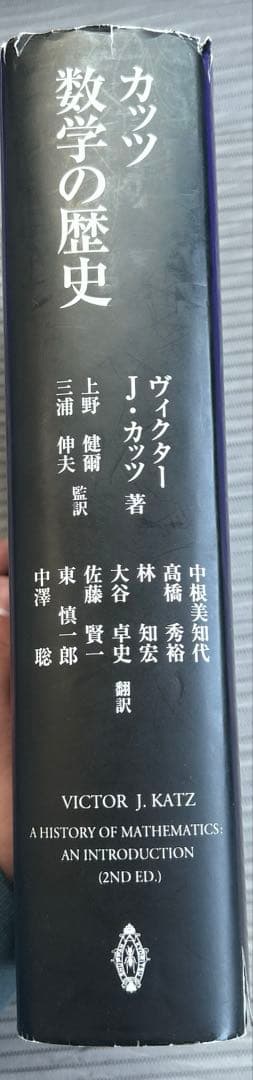 カッツ
数学の歴史
ヴィクター
J・カッツ 著
上野 健爾
三浦 伸夫
監訳
中根美知代
髙橋 秀裕
林 知宏
大谷 卓史
佐藤 賢一
東 慎一郎
中澤 聡
翻訳
VICTOR J. KATZ
A HISTORY OF MATHEMATICS:
AN INTRODUCTION
(2ND ED.)